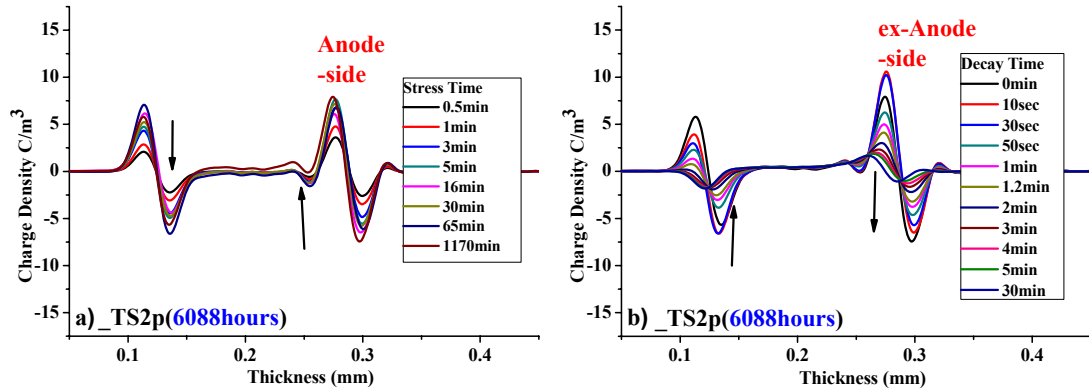 15
10
5
0
-5
-10
-15
Charge Density C/m³
0.1
0.2
0.3
0.4
Thickness (mm)
Anode
-side
Stress Time
0.5min
1min
3min
5min
16min
30min
65min
1170min
a)_TS2p(6088hours)
15
10
5
0
-5
-10
-15
Charge Density C/m³
0.1
0.2
0.3
0.4
Thickness (mm)
ex-Anode
-side
Decay Time
0min
10sec
30sec
50sec
1min
1.2min
2min
3min
4min
5min
30min
b)_TS2p(6088hours)